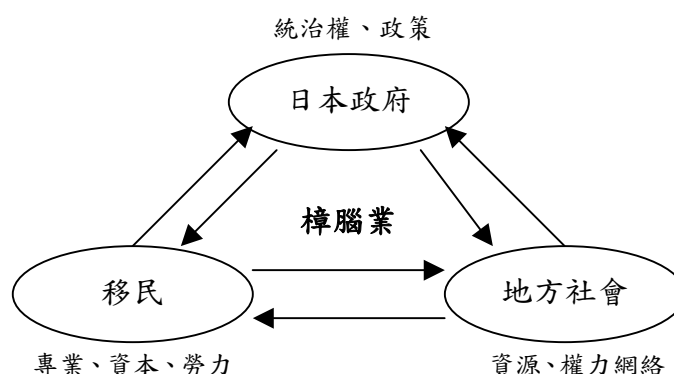 統治權、政策
日本政府
樟腦業
移民
地方社會
專業、資本、勞力
資源、權力網絡